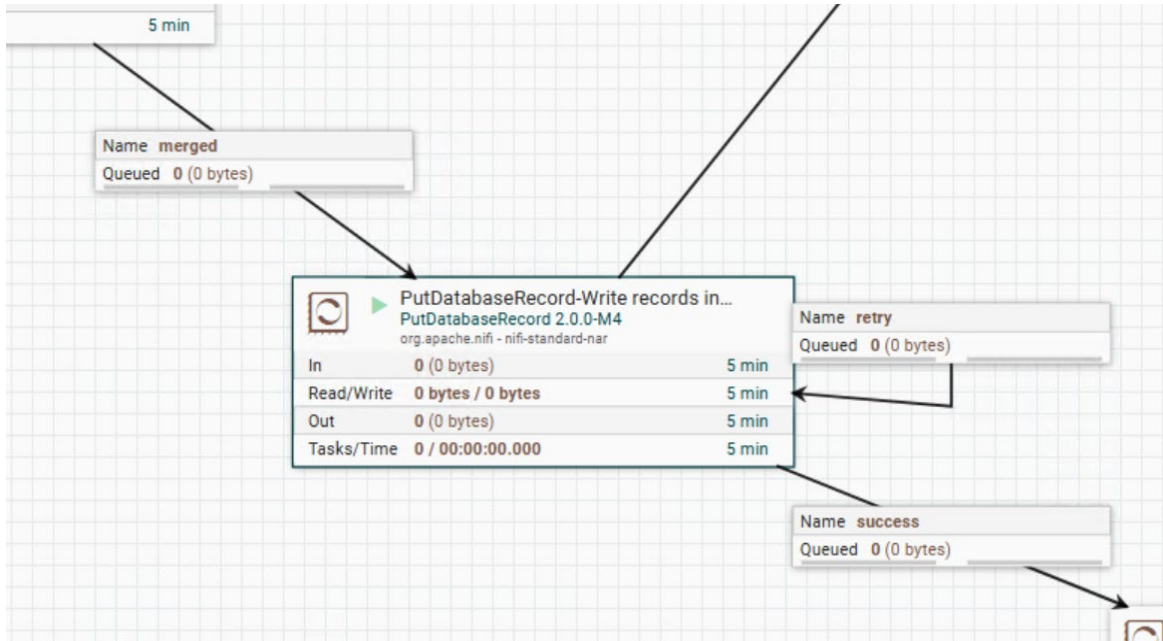 5 min
Name merged
Queued 0 (0 bytes)
PutDatabaseRecord-Write records in...
PutDatabaseRecord 2.0.0-M4
org.apache.nifi - nifi-standard-nar
In 0 (0 bytes) 5 min
Read/Write 0 bytes / 0 bytes 5 min
Out 0 (0 bytes) 5 min
Tasks/Time 0 / 00:00:00.000 5 min
Name retry
Queued 0 (0 bytes)
Name success
Queued 0 (0 bytes)